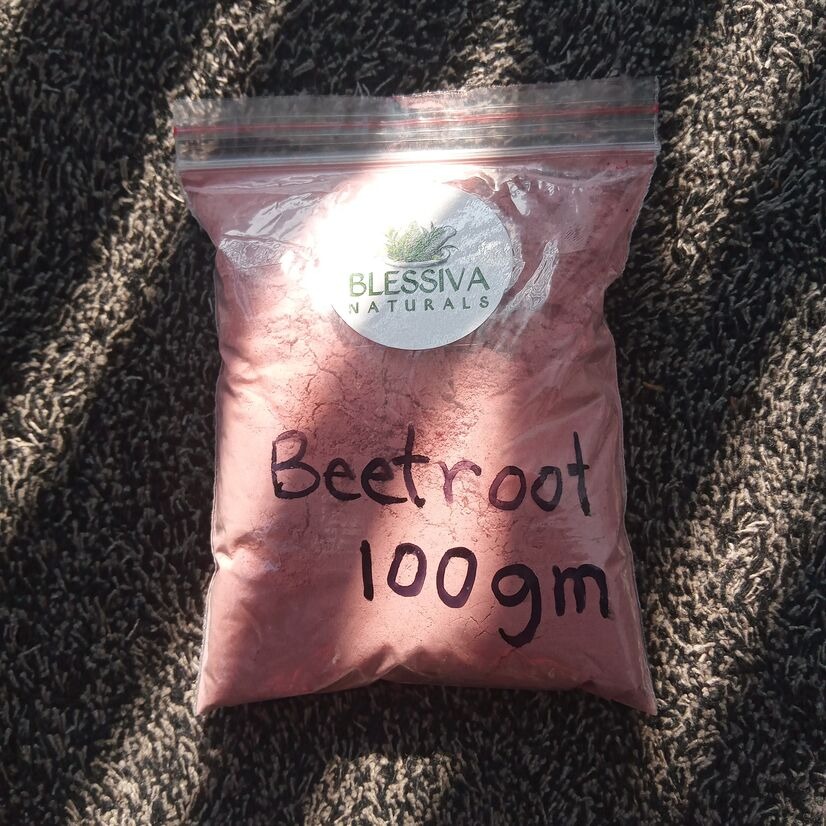 BLESSIVA
NATURALS
Beetroot
100gm